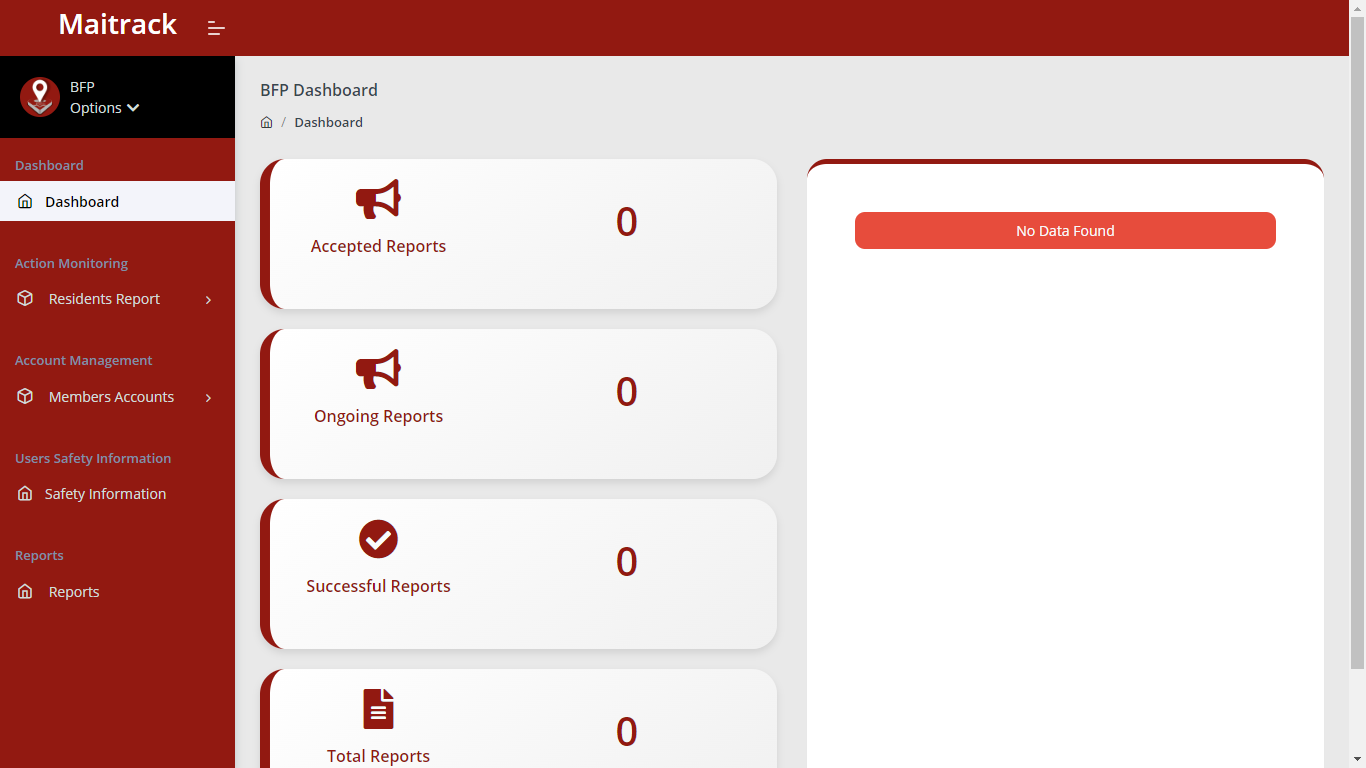 Maitrack
BFP
Options
Dashboard
Dashboard
Action Monitoring
Residents Report
Account Management
Members Accounts
Users Safety Information
Safety Information
Reports
Reports
BFP Dashboard
/ Dashboard
Accepted Reports
0
Ongoing Reports
0
Successful Reports
0
Total Reports
0
No Data Found